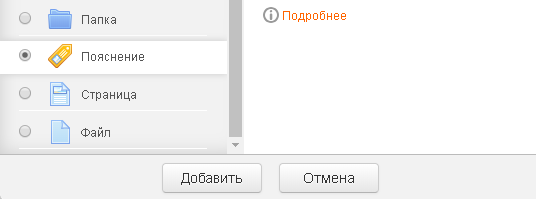 Папка
Подробнее
Пояснение
Страница
Файл
Добавить
Отмена